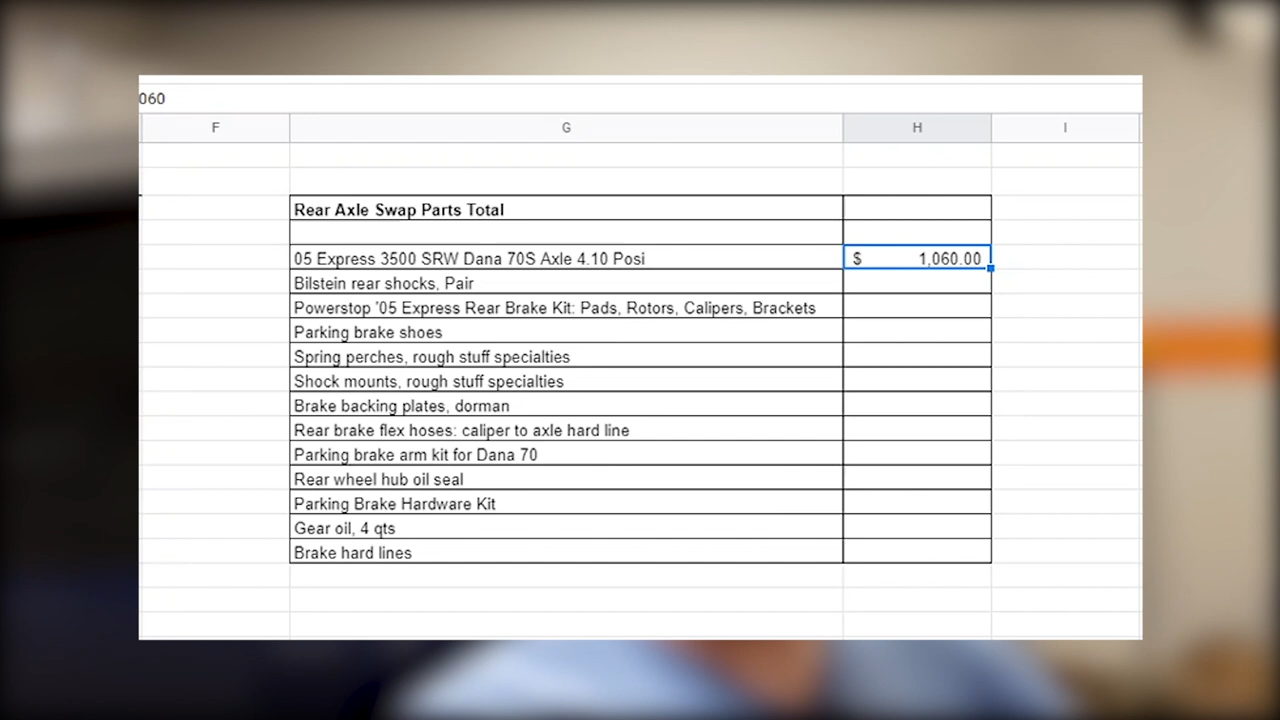 060
F G H I
Rear Axle Swap Parts Total
05 Express 3500 SRW Dana 70S Axle 4.10 Posi $ 1,060.00
Bilstein rear shocks, Pair
Powerstop '05 Express Rear Brake Kit: Pads, Rotors, Calipers, Brackets
Parking brake shoes
Spring perches, rough stuff specialties
Shock mounts, rough stuff specialties
Brake backing plates, dorman
Rear brake flex hoses: caliper to axle hard line
Parking brake arm kit for Dana 70
Rear wheel hub oil seal
Parking Brake Hardware Kit
Gear oil, 4 qts
Brake hard lines